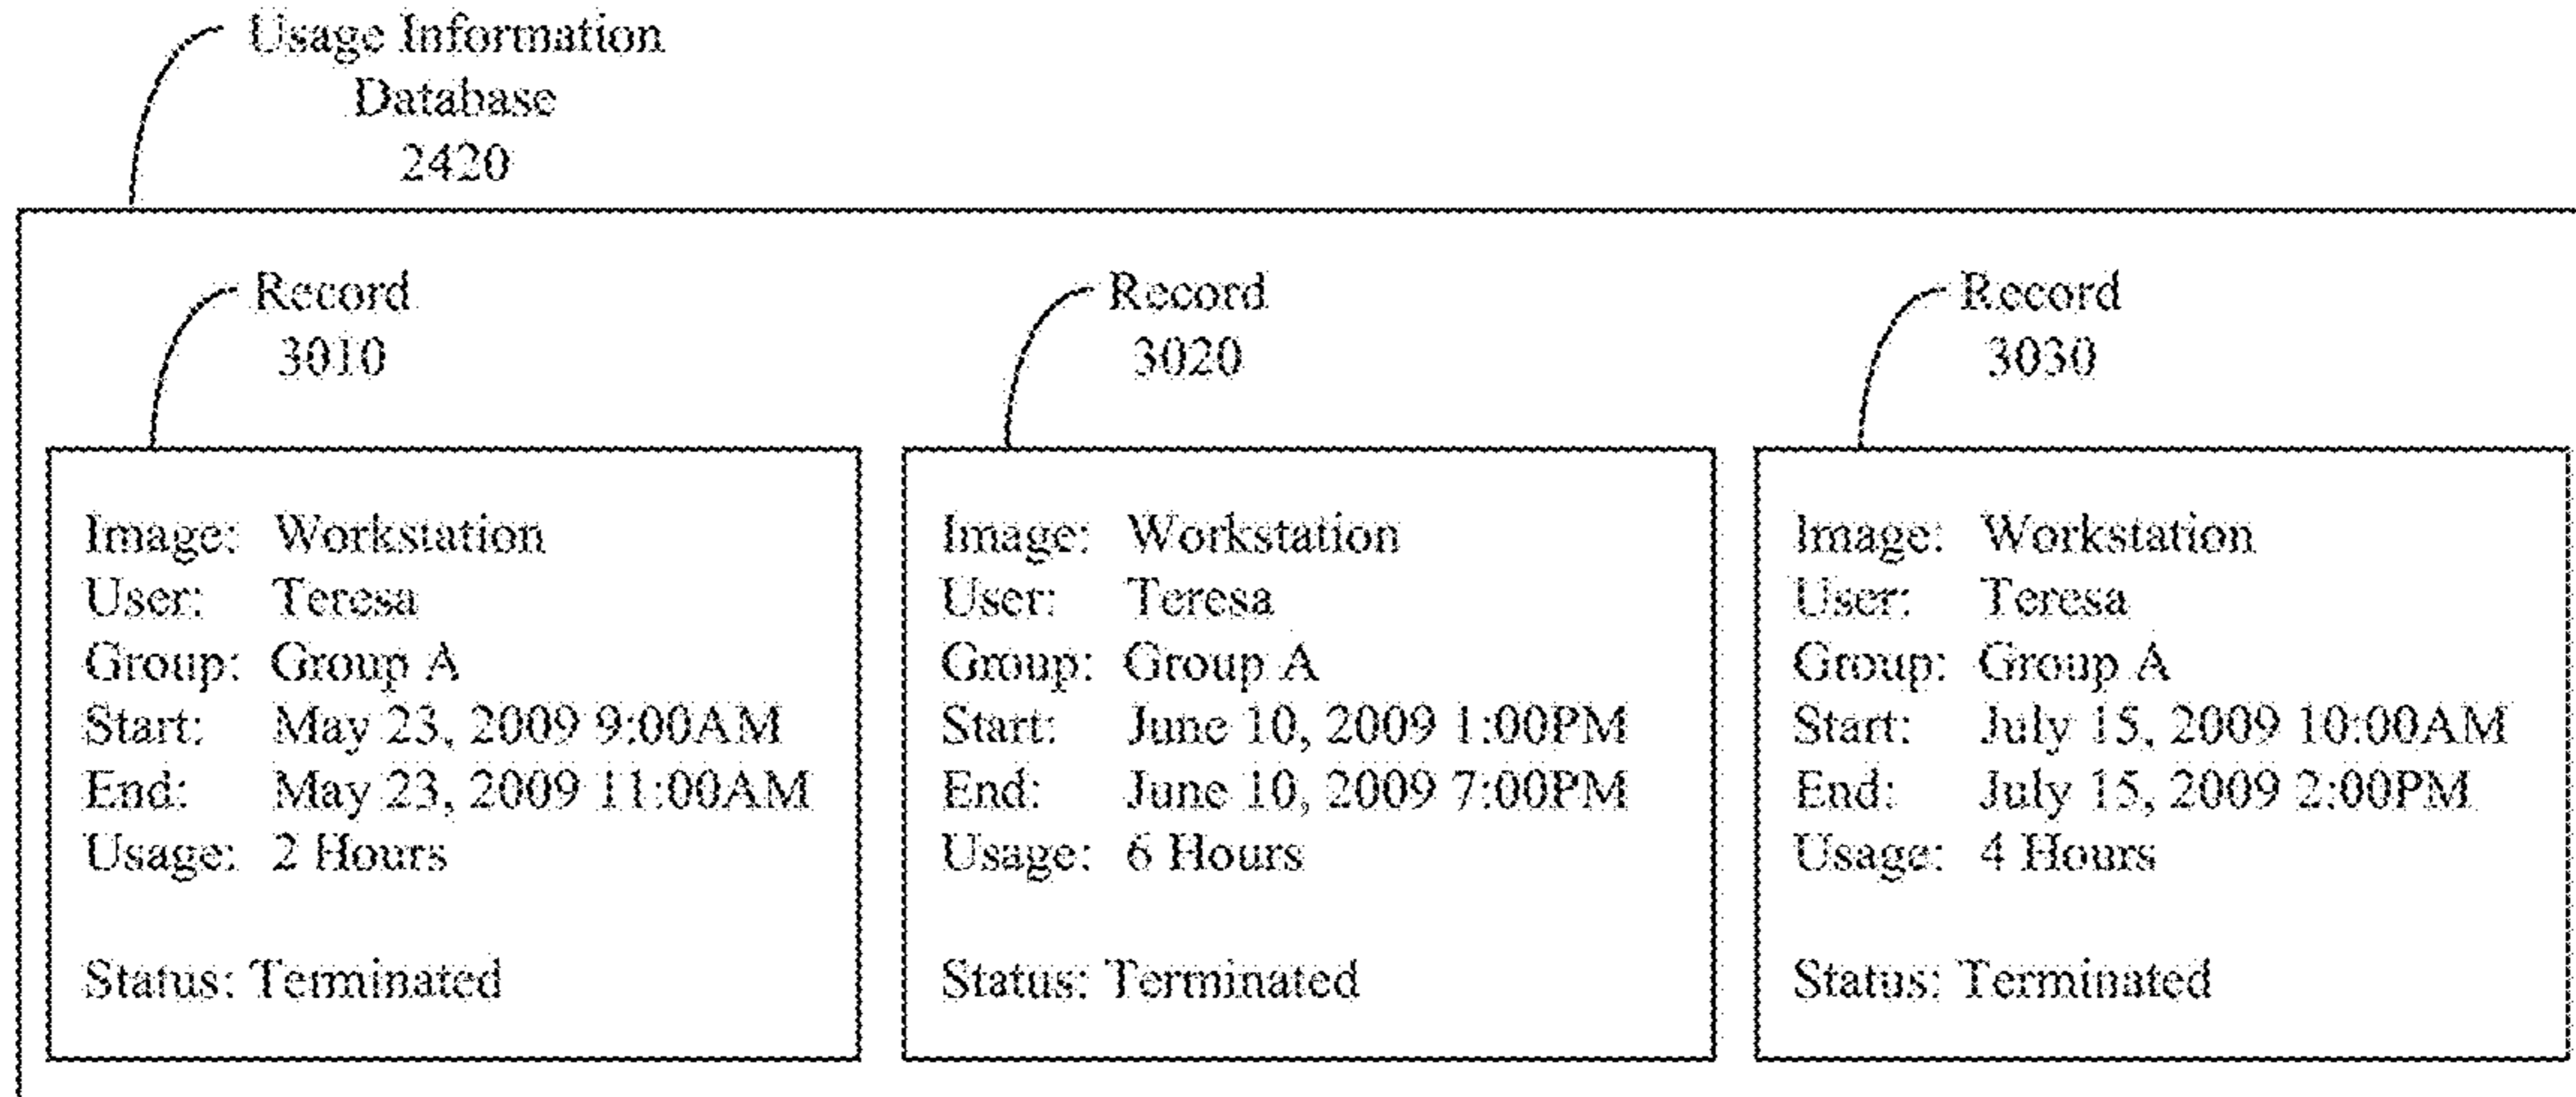 Usage Information
Database
2420
Record
3010
Image: Workstation
User: Teresa
Group: Group A
Start: May 23, 2009 9:00AM
End: May 23, 2009 11:00AM
Usage: 2 Hours
Status: Terminated
Record
3020
Image: Workstation
User: Teresa
Group: Group A
Start: June 10, 2009 1:00PM
End: June 10, 2009 7:00PM
Usage: 6 Hours
Status: Terminated
Record
3030
Image: Workstation
User: Teresa
Group: Group A
Start: July 15, 2009 10:00AM
End: July 15, 2009 2:00PM
Usage: 4 Hours
Status: Terminated